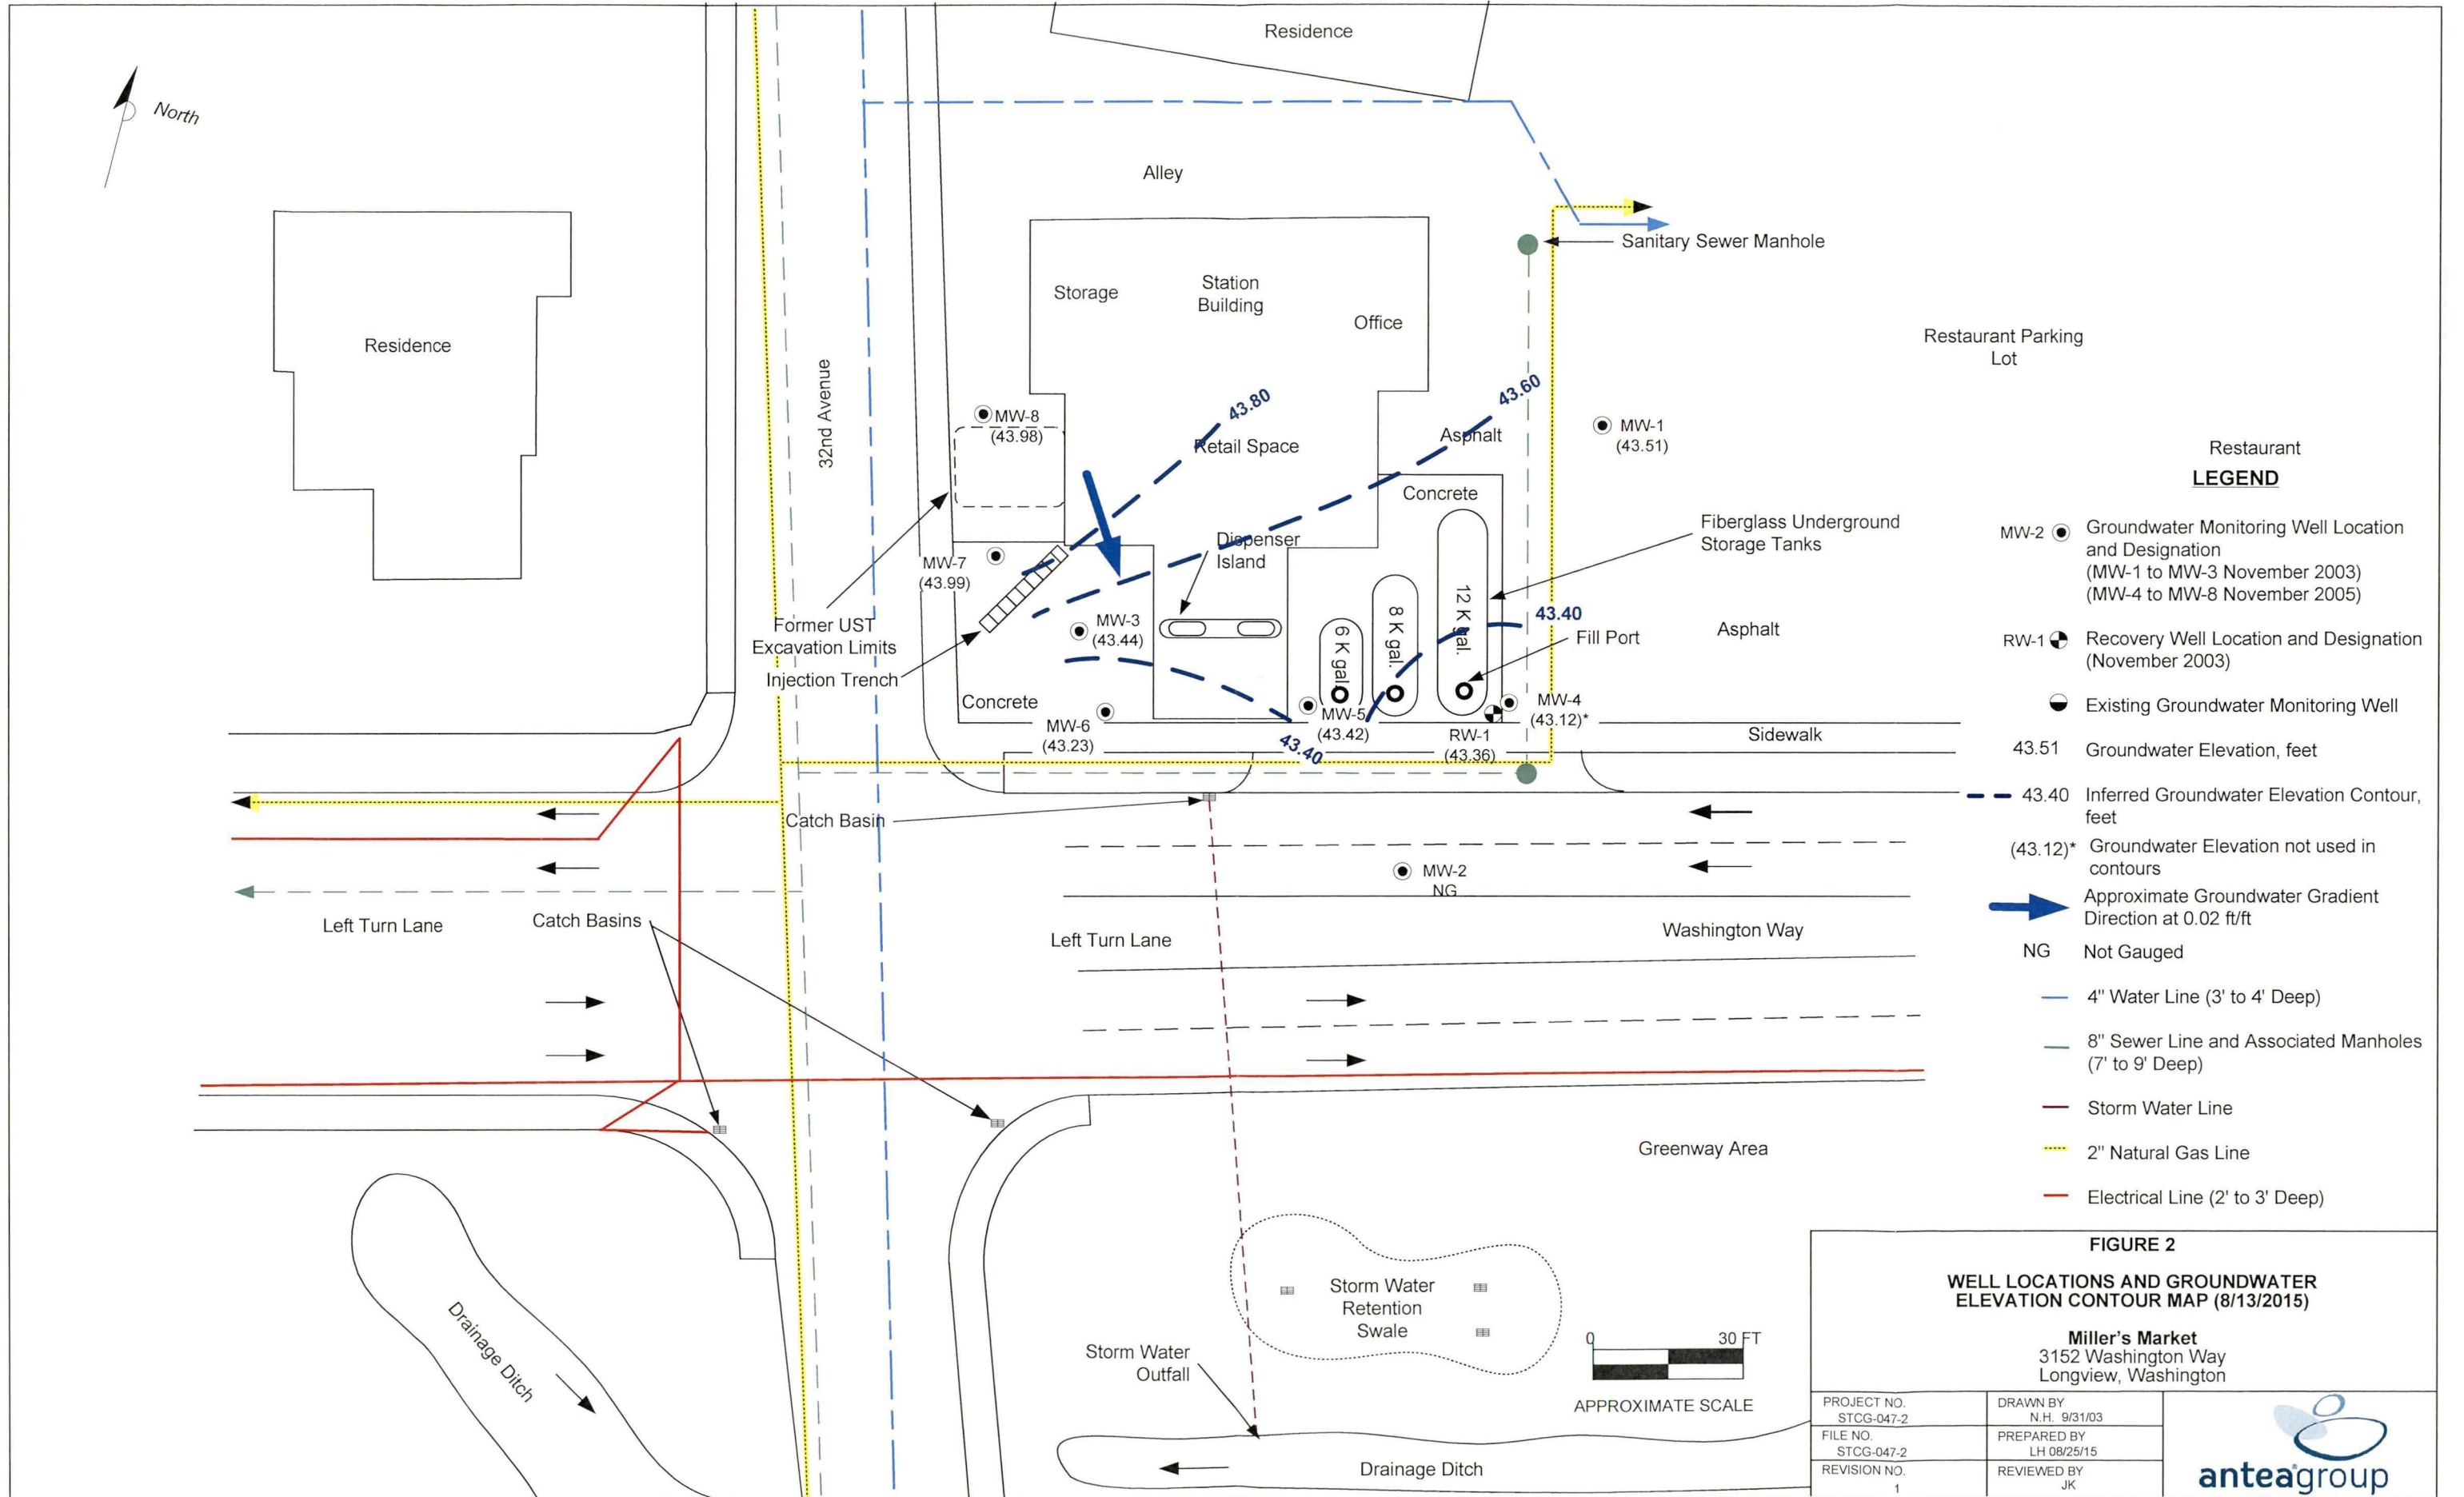 Residence
North
Alley
Sanitary Sewer Manhole
Storage
Station
Building
Office
Residence
32nd Avenue
Restaurant Parking
Lot
43.80
43.60
MW-8
(43.98)
Retail Space
Asphalt
MW-1
(43.51)
Concrete
Fiberglass Underground
Storage Tanks
Dispenser
Island
MW-7
(43.99)
12 K gal.
8 K gal.
6 K gal.
43.40
Fill Port
Asphalt
MW-3
(43.44)
Former UST
Excavation Limits
Injection Trench
Concrete
MW-6
(43.23)
MW-5
(43.42)
MW-4
(43.12)*
RW-1
(43.36)
43.40
Sidewalk
Catch Basin
MW-2
NG
Left Turn Lane
Catch Basins
Left Turn Lane
Washington Way
Greenway Area
Storm Water
Retention
Swale
Drainage Ditch
Storm Water
Outfall
0 30 FT
APPROXIMATE SCALE
Drainage Ditch
Restaurant
LEGEND
MW-2 Groundwater Monitoring Well Location
and Designation
(MW-1 to MW-3 November 2003)
(MW-4 to MW-8 November 2005)
RW-1 Recovery Well Location and Designation
(November 2003)
Existing Groundwater Monitoring Well
43.51 Groundwater Elevation, feet
43.40 Inferred Groundwater Elevation Contour,
feet
(43.12)* Groundwater Elevation not used in
contours
Approximate Groundwater Gradient
Direction at 0.02 ft/ft
NG Not Gauged
4" Water Line (3' to 4' Deep)
8" Sewer Line and Associated Manholes
(7' to 9' Deep)
Storm Water Line
2" Natural Gas Line
Electrical Line (2' to 3' Deep)
FIGURE 2
WELL LOCATIONS AND GROUNDWATER
ELEVATION CONTOUR MAP (8/13/2015)
Miller's Market
3152 Washington Way
Longview, Washington
PROJECT NO.
STCG-047-2
DRAWN BY
N.H. 9/31/03
FILE NO.
STCG-047-2
PREPARED BY
LH 08/25/15
REVISION NO.
1
REVIEWED BY
JK
anteagroup